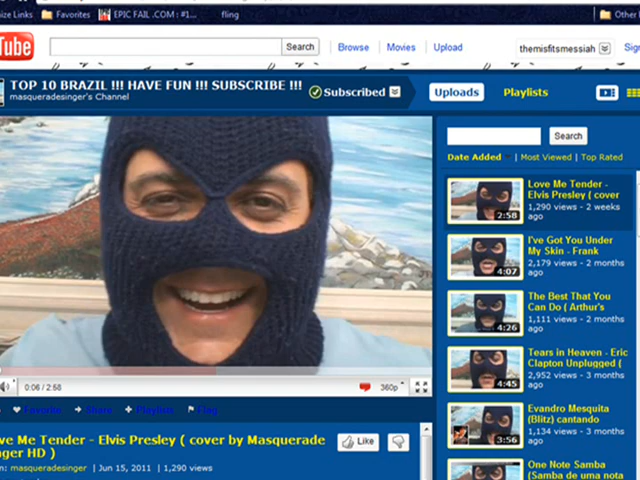 ize Links Favorites EPIC FAIL .COM : #1... fling Other
Tube Search Browse Movies Upload themisfitsmessiah Sig
TOP 10 BRAZIL !!! HAVE FUN !!! SUBSCRIBE !!!
masqueradesinger's Channel
Subscribed
Uploads Playlists
Search
Date Added | Most Viewed | Top Rated
Love Me Tender -
Elvis Presley ( cover
1,290 views - 2 weeks
ago
2:58
I've Got You Under
My Skin - Frank
2,179 views - 2 months
ago
4:07
The Best That You
Can Do ( Arthur's
1,111 views - 2 months
ago
4:26
Tears in Heaven - Eric
Clapton Unplugged (
2,952 views - 3 months
ago
4:45
Evandro Mesquita
(Blitz) cantando
1,134 views - 3 months
ago
3:56
One Note Samba
(Samba de uma nota
0:06 / 2:58 360p
Favorite Share Playlist Flag
ve Me Tender - Elvis Presley ( cover by Masquerade
nger HD )
Like
m: masqueradesinger | Jun 15, 2011 | 1,290 views